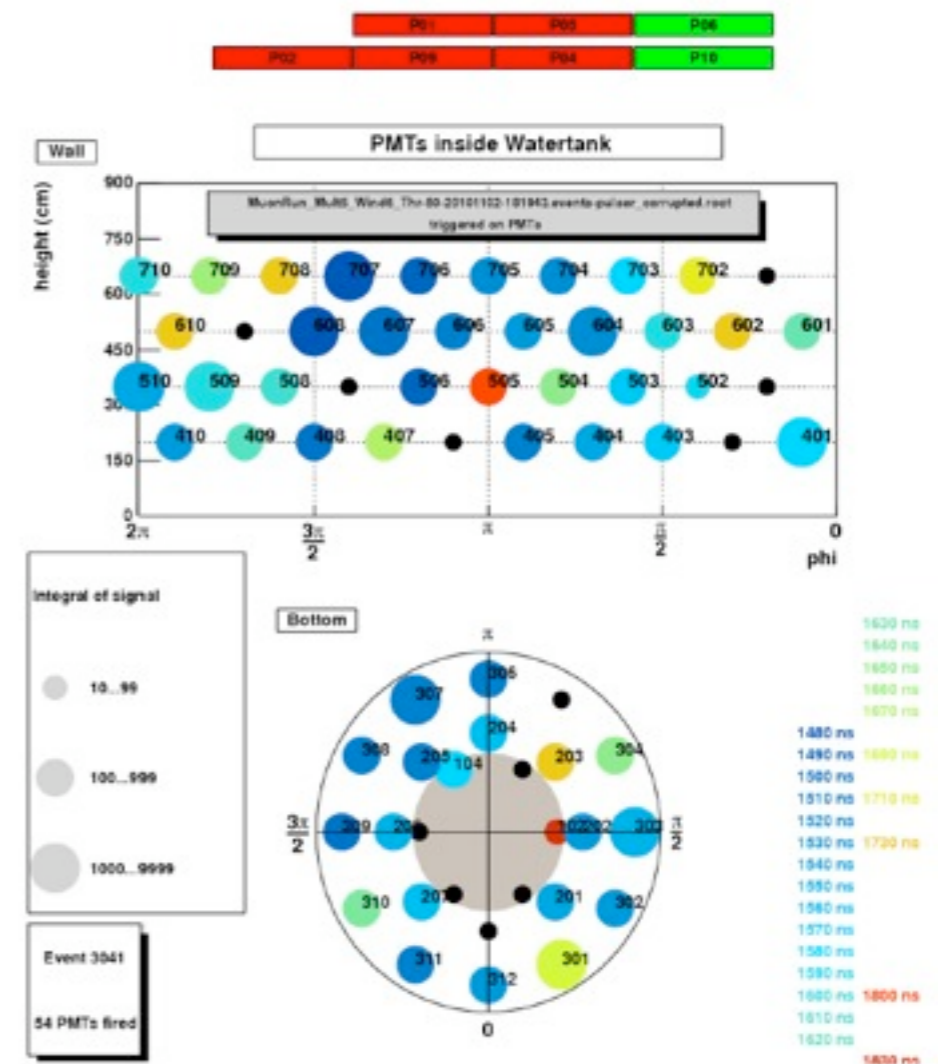 P01 P05 P06
P02 P09 P04 P10
PMTs inside Watertank
Wall
height (cm)
900
triggered on PMTs
750
710 709 708 707 706 705 704 703 702
600
610 608 607 606 605 604 603 602 601
450
510 509 508 506 505 504 503 502
300
410 409 408 407 405 404 403 401
150
0
2π 3π/2 π π/2 0
phi
Integral of signal
10...99
100...999
1000...9999
Event 3041
54 PMTs fired
Bottom
π
306
307
204
308 205 104 203 304
3π/2 309 202 303 π/2
310 207 201 302
311 301
312
0
1630 ns
1640 ns
1650 ns
1660 ns
1670 ns
1480 ns
1490 ns 1680 ns
1500 ns
1510 ns 1710 ns
1520 ns
1530 ns 1730 ns
1540 ns
1550 ns
1560 ns
1570 ns
1580 ns
1590 ns
1600 ns 1800 ns
1610 ns
1620 ns
1830 ns